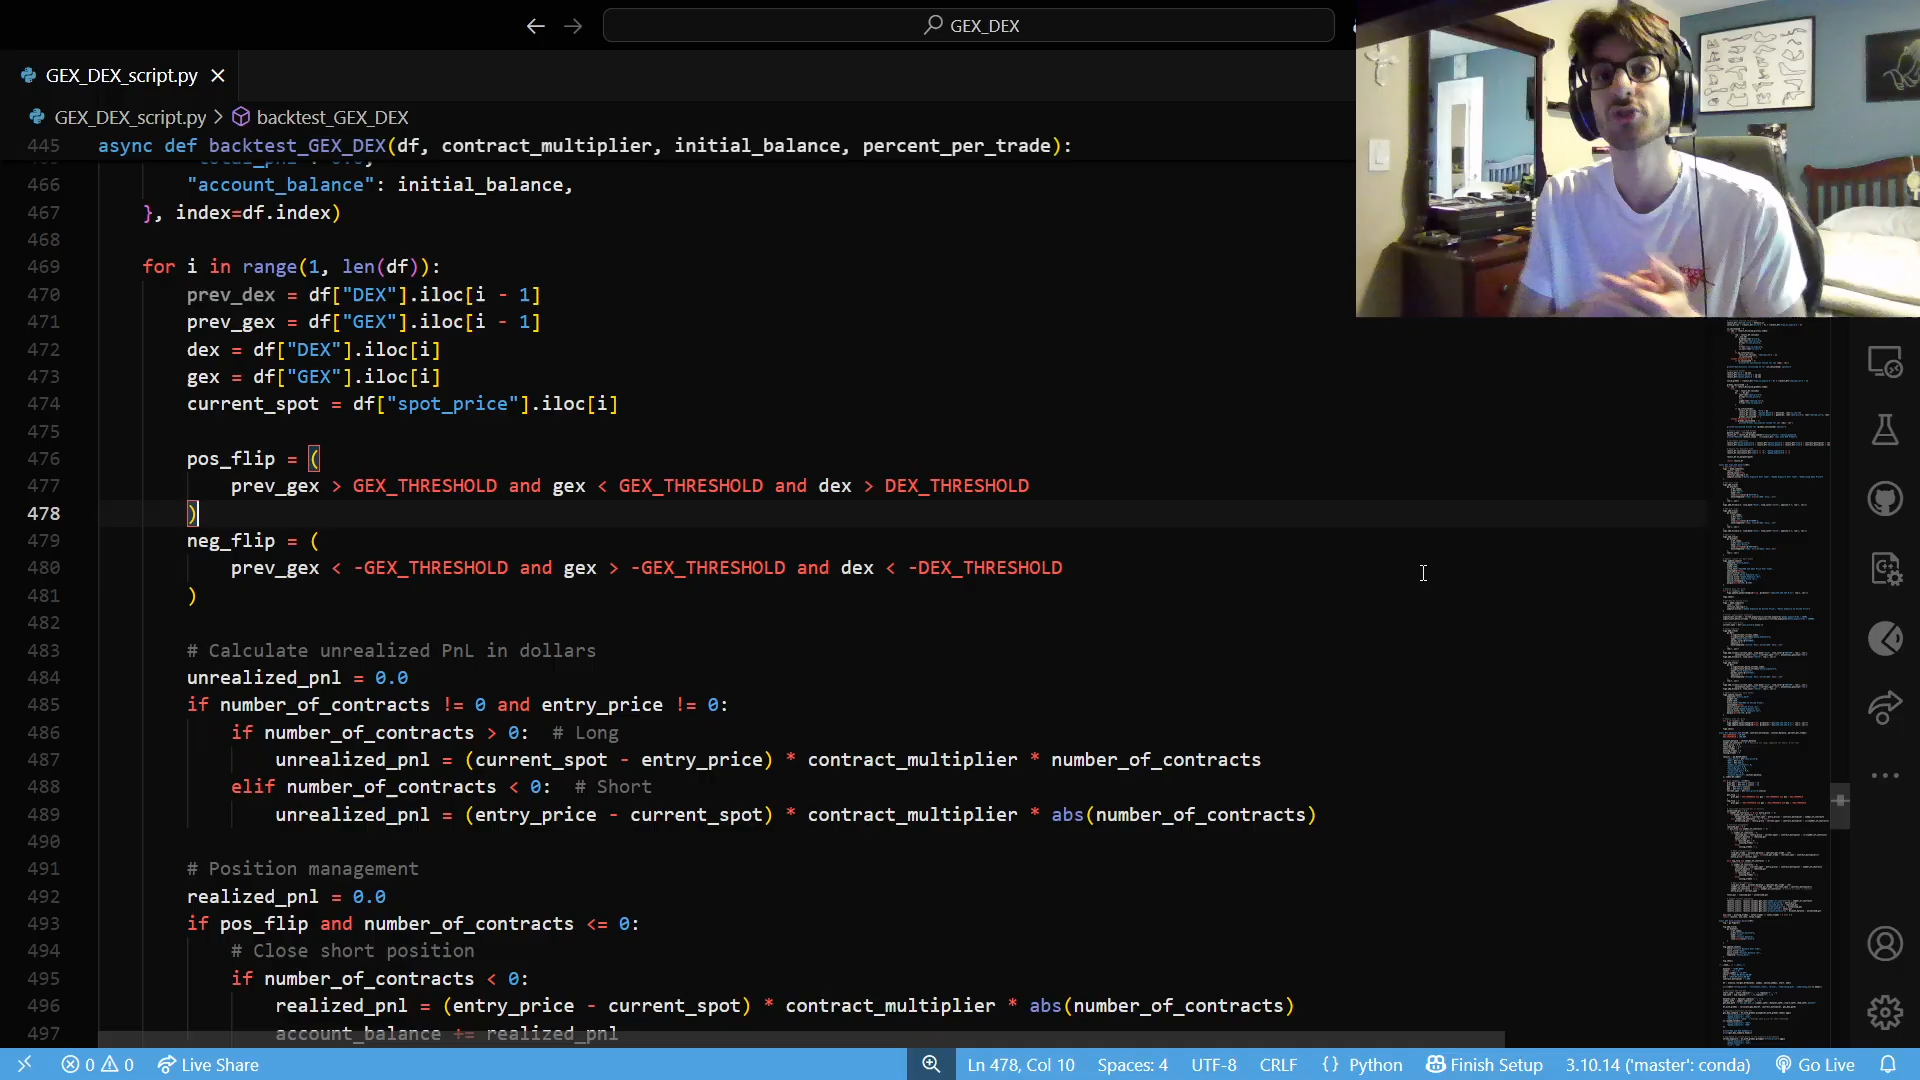 GEX_DEX
GEX_DEX_script.py
GEX_DEX_script.py > backtest_GEX_DEX
445 async def backtest_GEX_DEX(df, contract_multiplier, initial_balance, percent_per_trade):
466 "account_balance": initial_balance,
467 }, index=df.index)
468
469 for i in range(1, len(df)):
470 prev_dex = df["DEX"].iloc[i - 1]
471 prev_gex = df["GEX"].iloc[i - 1]
472 dex = df["DEX"].iloc[i]
473 gex = df["GEX"].iloc[i]
474 current_spot = df["spot_price"].iloc[i]
475
476 pos_flip = (
477 prev_gex > GEX_THRESHOLD and gex < GEX_THRESHOLD and dex > DEX_THRESHOLD
478 )
479 neg_flip = (
480 prev_gex < -GEX_THRESHOLD and gex > -GEX_THRESHOLD and dex < -DEX_THRESHOLD
481 )
482
483 # Calculate unrealized PnL in dollars
484 unrealized_pnl = 0.0
485 if number_of_contracts != 0 and entry_price != 0:
486 if number_of_contracts > 0: # Long
487 unrealized_pnl = (current_spot - entry_price) * contract_multiplier * number_of_contracts
488 elif number_of_contracts < 0: # Short
489 unrealized_pnl = (entry_price - current_spot) * contract_multiplier * abs(number_of_contracts)
490
491 # Position management
492 realized_pnl = 0.0
493 if pos_flip and number_of_contracts <= 0:
494 # Close short position
495 if number_of_contracts < 0:
496 realized_pnl = (entry_price - current_spot) * contract_multiplier * abs(number_of_contracts)
497 account_balance += realized_pnl
0 0 Live Share Ln 478, Col 10 Spaces: 4 UTF-8 CRLF {} Python Finish Setup 3.10.14 ('master': conda) Go Live